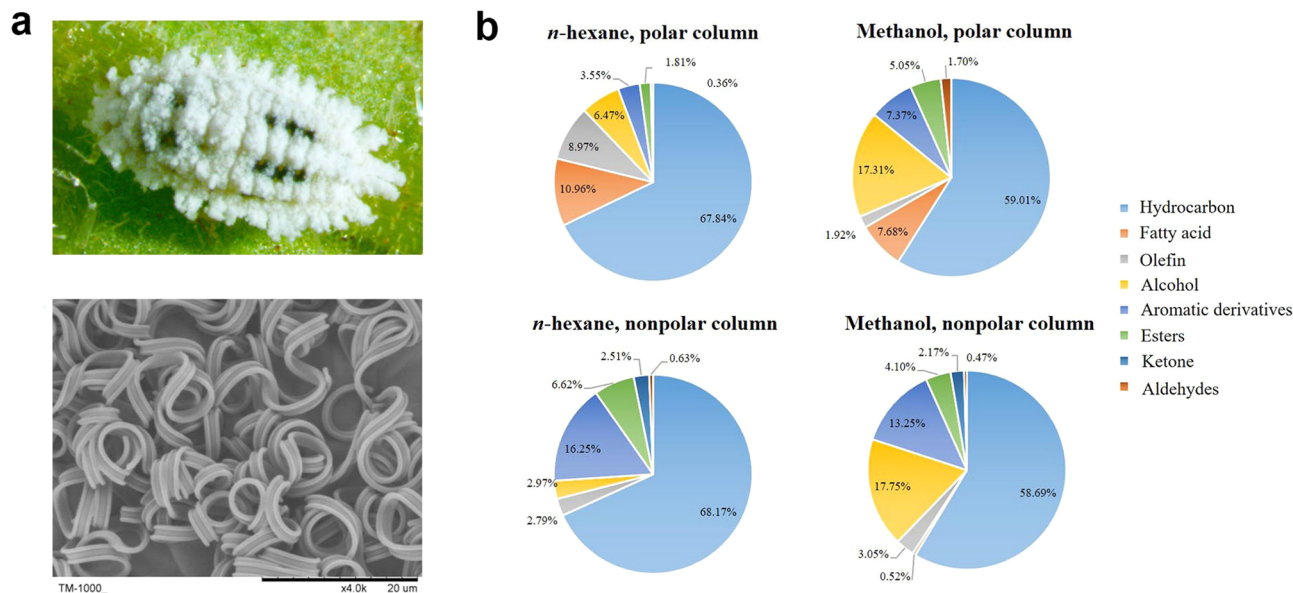 a
b
TM-1000_
x4.0k
20 um
n-hexane, polar column
3.55%
1.81%
0.36%
6.47%
8.97%
10.96%
67.84%
Methanol, polar column
5.05%
1.70%
7.37%
17.31%
1.92%
7.68%
59.01%
n-hexane, nonpolar column
2.51%
0.63%
6.62%
16.25%
2.97%
2.79%
68.17%
Methanol, nonpolar column
2.17%
0.47%
4.10%
13.25%
17.75%
3.05%
0.52%
58.69%
Hydrocarbon
Fatty acid
Olefin
Alcohol
Aromatic derivatives
Esters
Ketone
Aldehydes